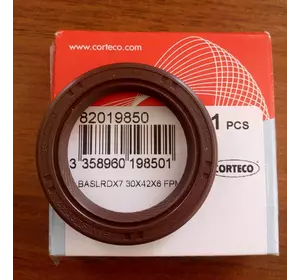 www.corteco.com
82019850
1 PCS
3 358960 198501
CORTECO
BASLRDX7 30X42X6 FPM